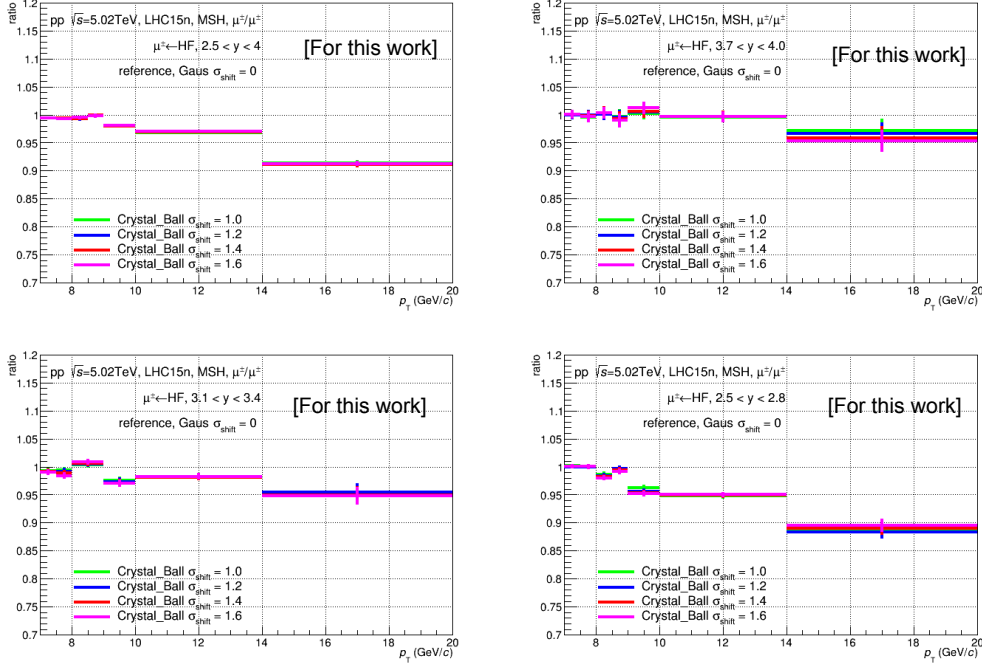 ratio
1.2
1.15
1.1
1.05
1
0.95
0.9
0.85
0.8
0.75
0.7
pp √s=5.02TeV, LHC15n, MSH, μ±/μ±
μ±←HF, 2.5 < y < 4
reference, Gaus σshift = 0
[For this work]
Crystal_Ball σshift = 1.0
Crystal_Ball σshift = 1.2
Crystal_Ball σshift = 1.4
Crystal_Ball σshift = 1.6
8 10 12 14 16 18 20
pT (GeV/c)
ratio
1.2
1.15
1.1
1.05
1
0.95
0.9
0.85
0.8
0.75
0.7
pp √s=5.02TeV, LHC15n, MSH, μ±/μ±
μ±←HF, 3.7 < y < 4.0
reference, Gaus σshift = 0
[For this work]
Crystal_Ball σshift = 1.0
Crystal_Ball σshift = 1.2
Crystal_Ball σshift = 1.4
Crystal_Ball σshift = 1.6
8 10 12 14 16 18 20
pT (GeV/c)
ratio
1.2
1.15
1.1
1.05
1
0.95
0.9
0.85
0.8
0.75
0.7
pp √s=5.02TeV, LHC15n, MSH, μ±/μ±
μ±←HF, 3.1 < y < 3.4
reference, Gaus σshift = 0
[For this work]
Crystal_Ball σshift = 1.0
Crystal_Ball σshift = 1.2
Crystal_Ball σshift = 1.4
Crystal_Ball σshift = 1.6
8 10 12 14 16 18 20
pT (GeV/c)
ratio
1.2
1.15
1.1
1.05
1
0.95
0.9
0.85
0.8
0.75
0.7
pp √s=5.02TeV, LHC15n, MSH, μ±/μ±
μ±←HF, 2.5 < y < 2.8
reference, Gaus σshift = 0
[For this work]
Crystal_Ball σshift = 1.0
Crystal_Ball σshift = 1.2
Crystal_Ball σshift = 1.4
Crystal_Ball σshift = 1.6
8 10 12 14 16 18 20
pT (GeV/c)